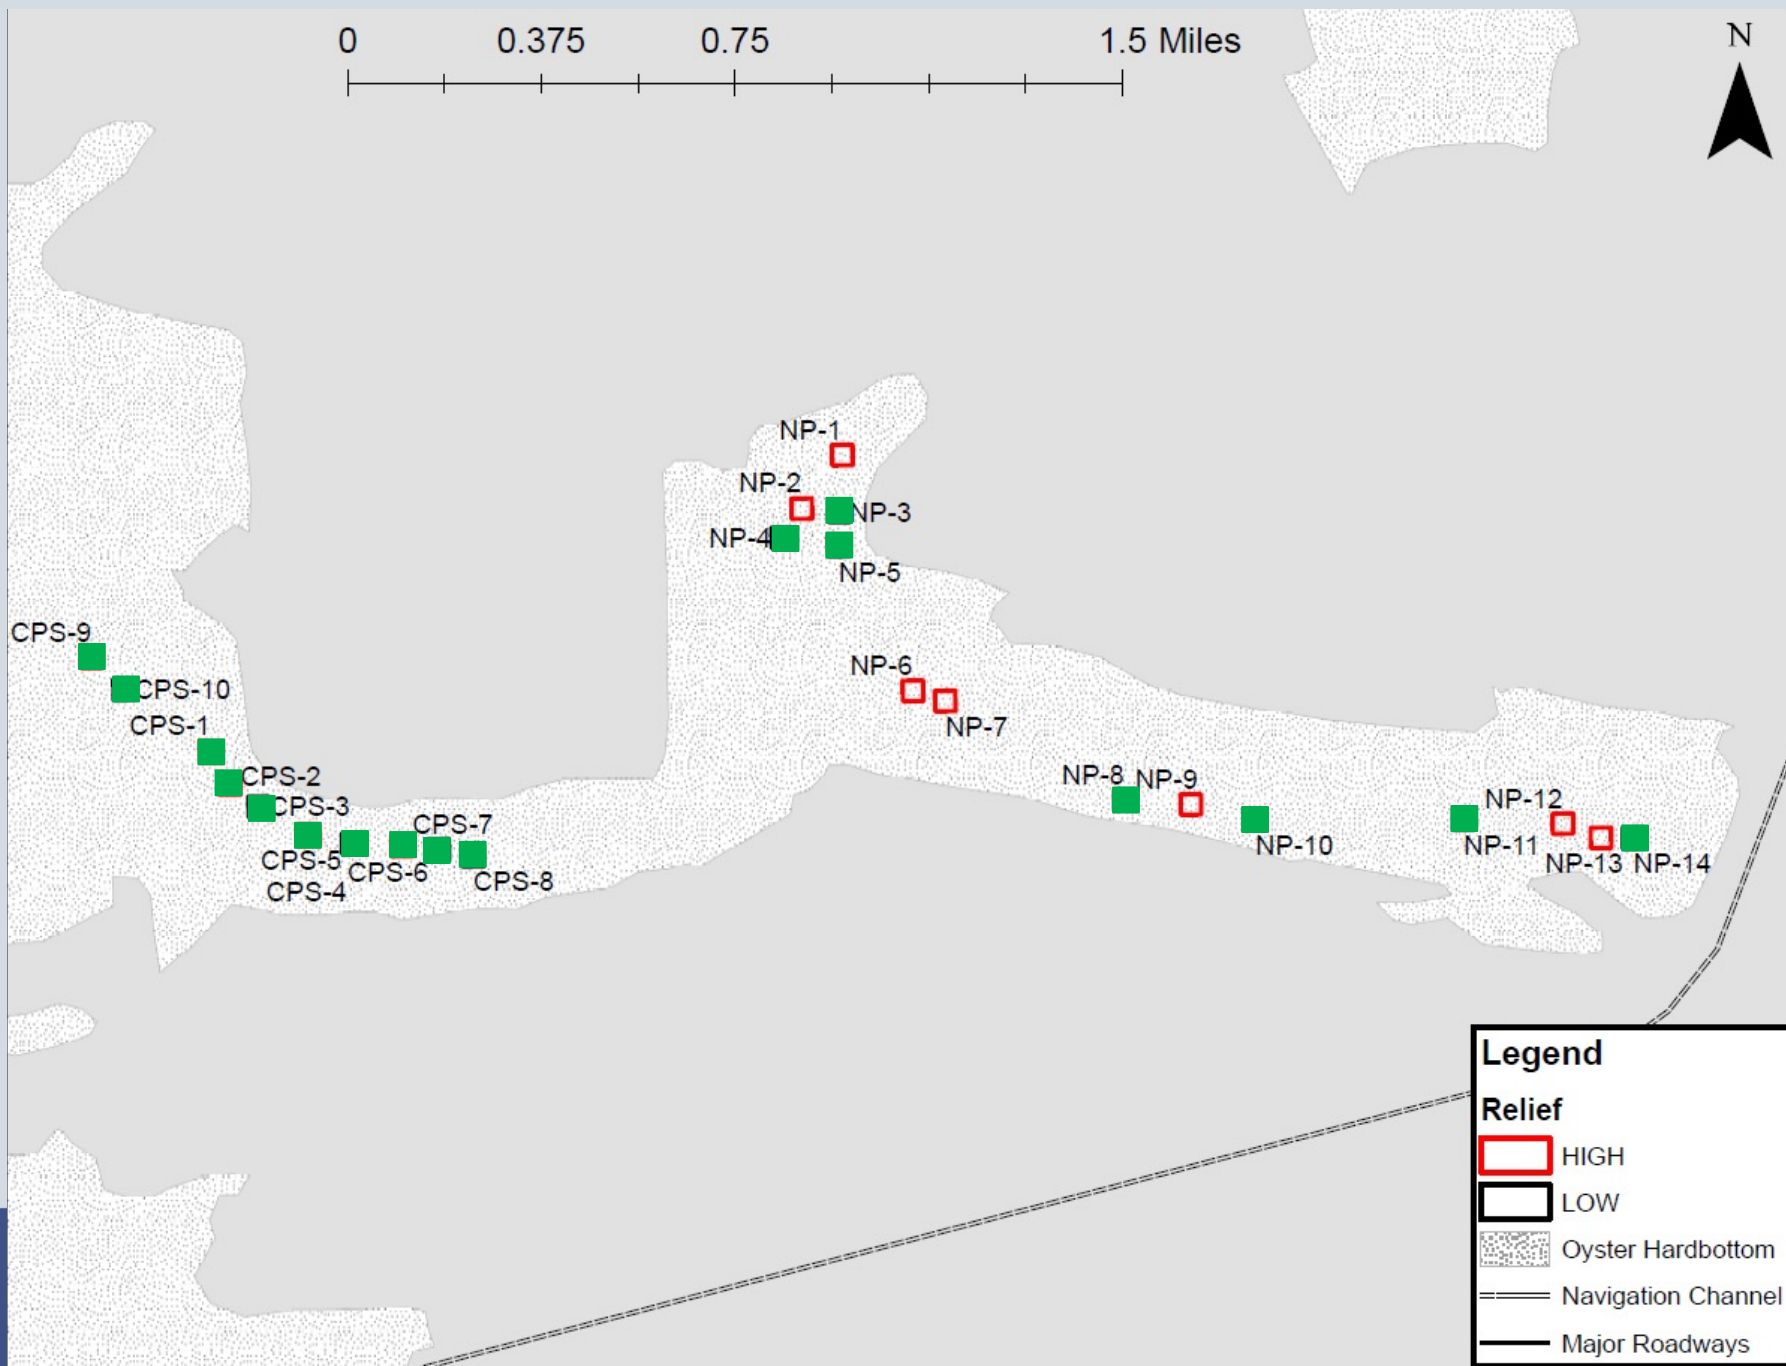 0 0.375 0.75 1.5 Miles
N
NP-1
NP-2
NP-3
NP-4
NP-5
CPS-9
NP-6
CPS-10
CPS-1
NP-7
CPS-2
NP-8 NP-9
CPS-3
NP-12
CPS-7
NP-10
NP-11
CPS-5
CPS-6
NP-13 NP-14
CPS-8
CPS-4
Legend
Relief
HIGH
LOW
Oyster Hardbottom
Navigation Channel
Major Roadways